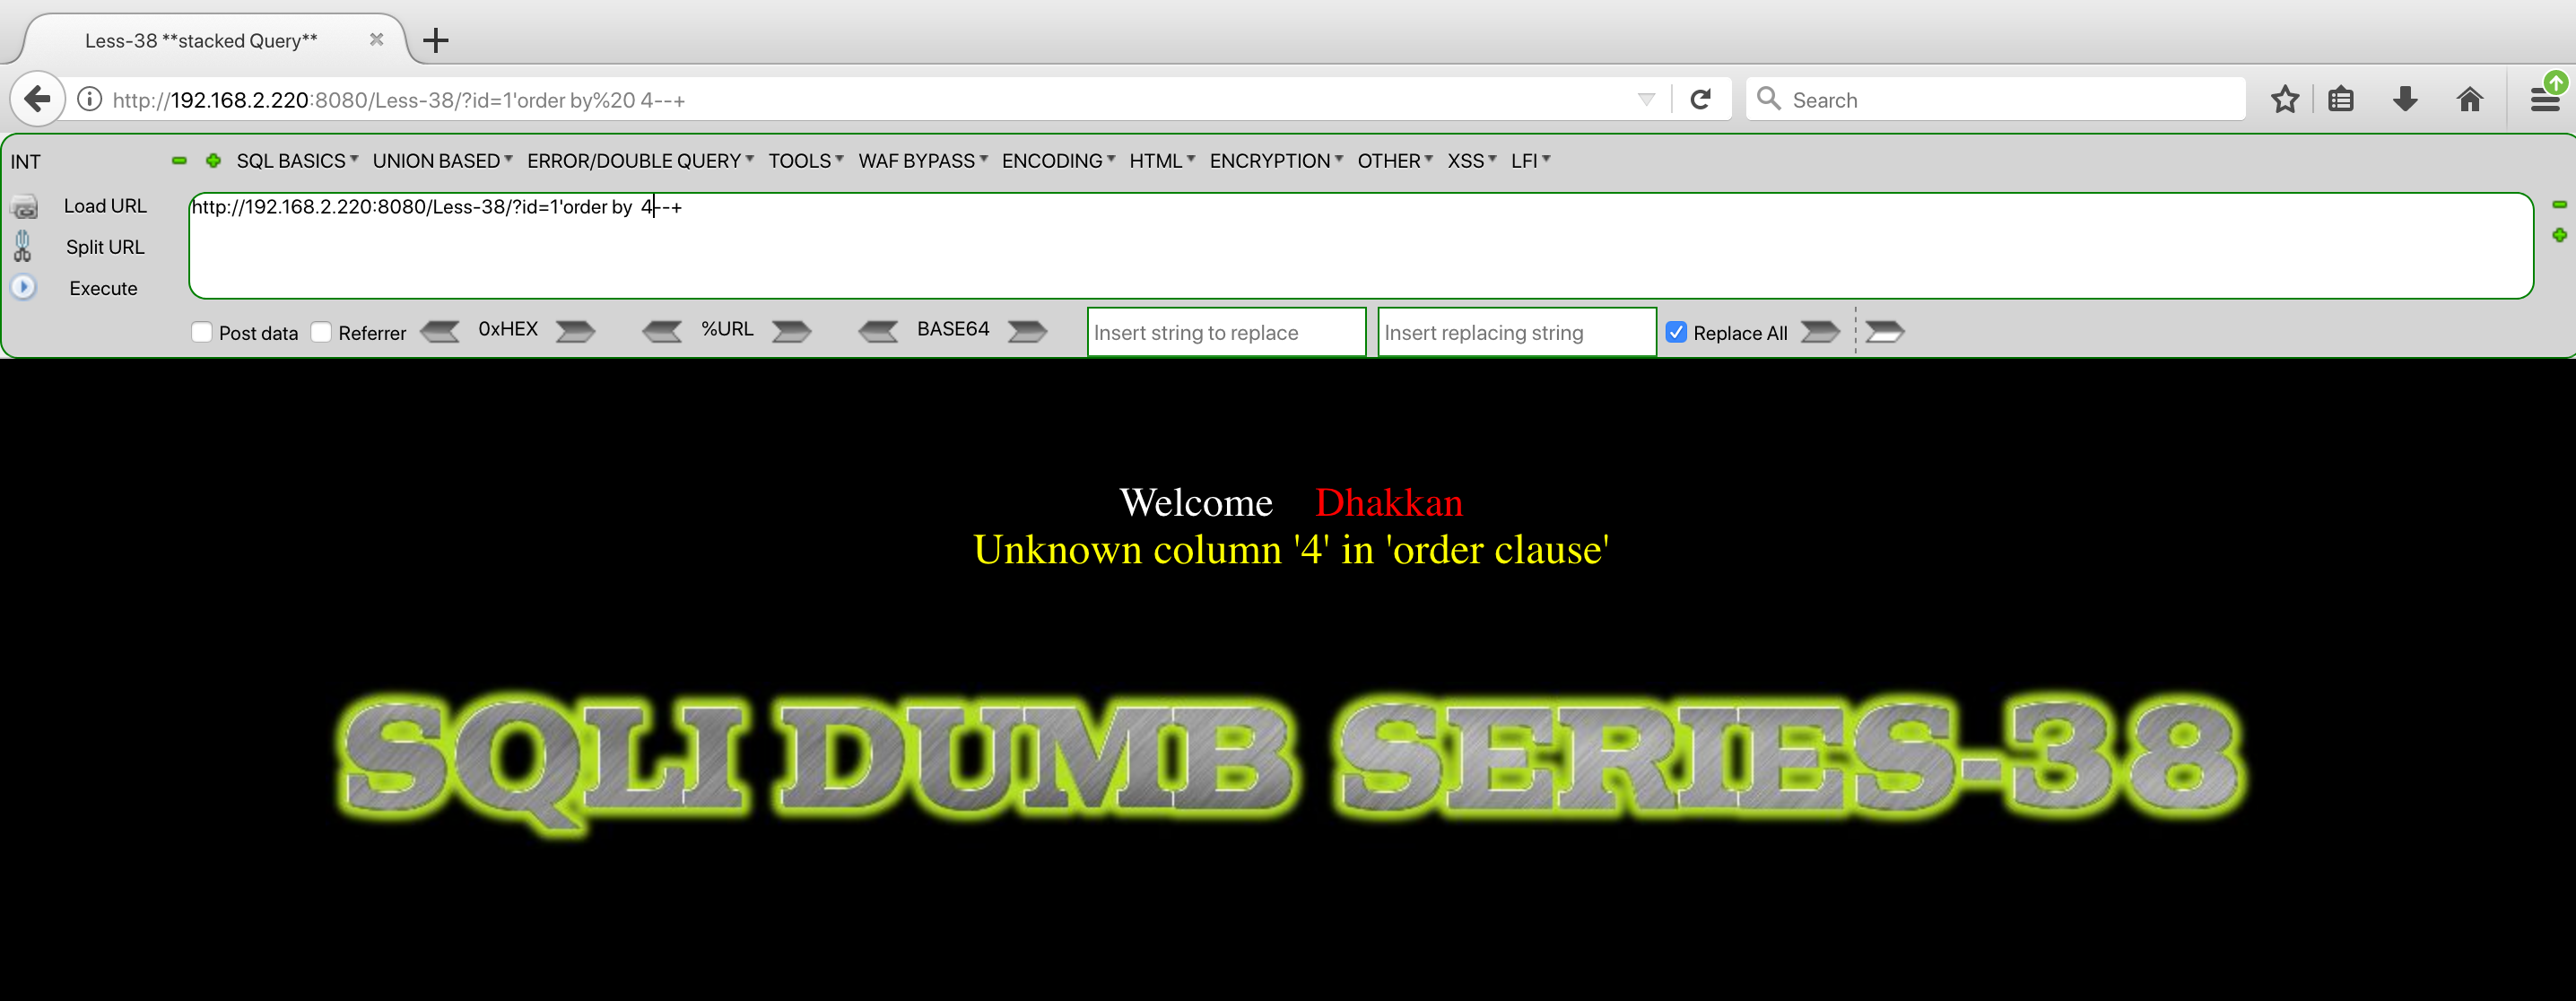 Less-38 **stacked Query**
http://192.168.2.220:8080/Less-38/?id=1'order by%20 4--+
Search
INT
SQL BASICS UNION BASED ERROR/DOUBLE QUERY TOOLS WAF BYPASS ENCODING HTML ENCRYPTION OTHER XSS LFI
Load URL
http://192.168.2.220:8080/Less-38/?id=1'order by  4--+
Split URL
Execute
Post data Referrer 0xHEX %URL BASE64 Insert string to replace Insert replacing string Replace All
Welcome Dhakkan
Unknown column '4' in 'order clause'
SQLI DUMB SERIES-38